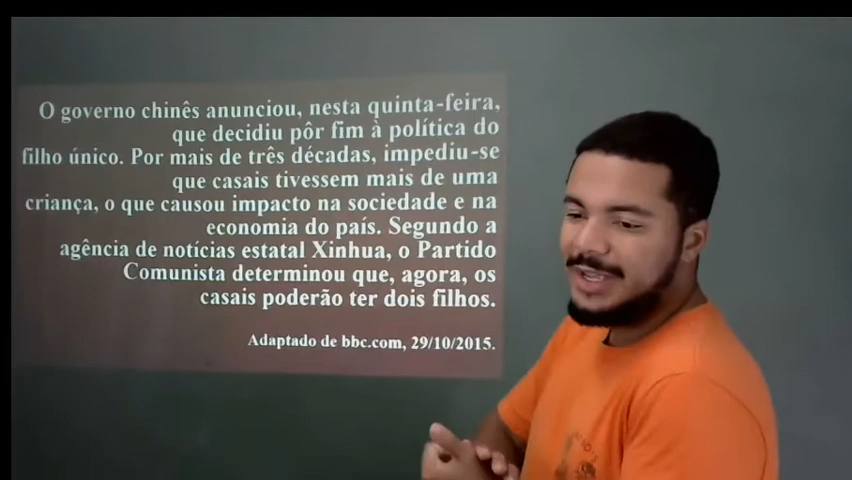 O governo chinês anunciou, nesta quinta-feira,
que decidiu pôr fim à política do
filho único. Por mais de três décadas, impediu-se
que casais tivessem mais de uma
criança, o que causou impacto na sociedade e na
economia do país. Segundo a
agência de notícias estatal Xinhua, o Partido
Comunista determinou que, agora, os
casais poderão ter dois filhos.
Adaptado de bbc.com, 29/10/2015.